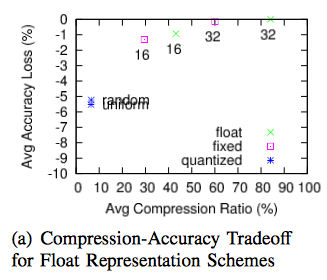 0
-1
-2
-3
-4
-5
-6
-7
-8
-9
-10
Avg Accuracy Loss (%)
16 16 32 32
random
uniform
float
fixed
quantized
0 10 20 30 40 50 60 70 80 90 100
Avg Compression Ratio (%)
(a) Compression-Accuracy Tradeoff
for Float Representation Schemes